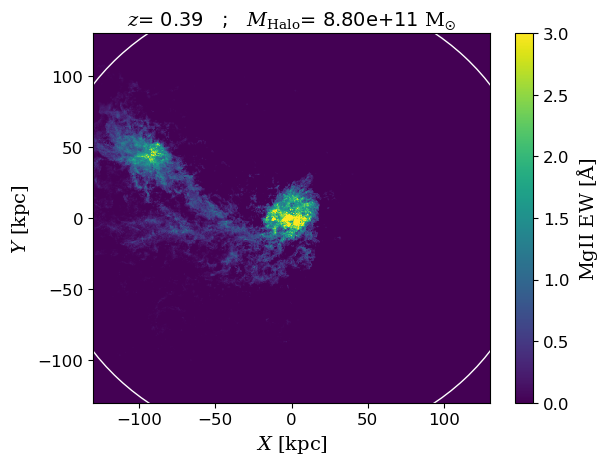 z= 0.39 ; M_Halo= 8.80e+11 M_⊙
100
50
0
−50
−100
Y [kpc]
−100 −50 0 50 100
X [kpc]
3.0
2.5
2.0
1.5
1.0
0.5
0.0
MgII EW [Å]